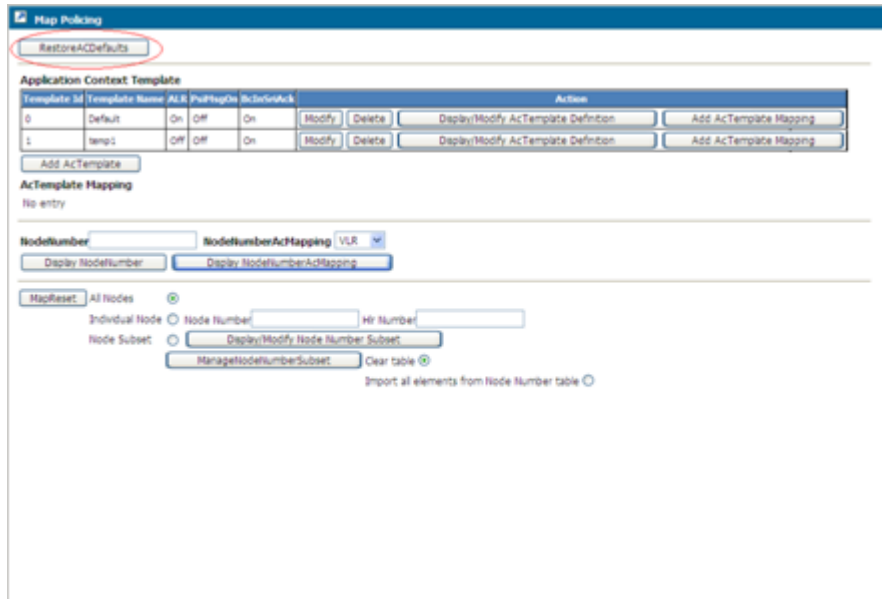 Map Policing
RestoreACDefaults
Application Context Template
Template Id Template Name ALR PsiMsgOn BcInSriAck Action
0 Default On Off On Modify Delete Display/Modify AcTemplate Definition Add AcTemplate Mapping
1 temp1 Off Off On Modify Delete Display/Modify AcTemplate Definition Add AcTemplate Mapping
Add AcTemplate
AcTemplate Mapping
No entry
NodeNumber NodeNumberAcMapping VLR
Display NodeNumber Display NodeNumberAcMapping
MapReset All Nodes
Individual Node Node Number Hlr Number
Node Subset Display/Modify Node Number Subset
ManageNodeNumberSubset Clear table
Import all elements from Node Number table